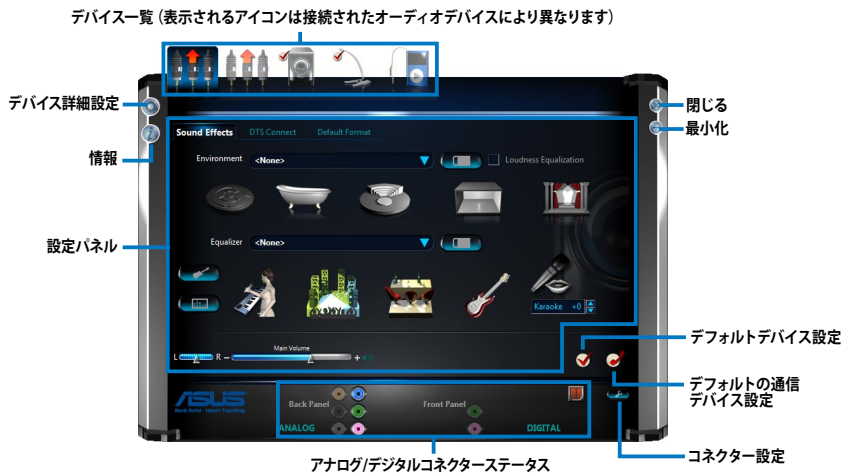 デバイス一覧（表示されるアイコンは接続されたオーディオデバイスにより異なります）
デバイス詳細設定
閉じる
最小化
情報
Sound Effects DTS Connect Default Format
Environment <None> Loudness Equalization
設定パネル
Equalizer <None>
Karaoke +0
デフォルトデバイス設定
Main Volume
L R − +
デフォルトの通信
デバイス設定
ASUS
Rock Solid · Heart Touching
Back Panel Front Panel
ANALOG DIGITAL
コネクター設定
アナログ/デジタルコネクターステータス